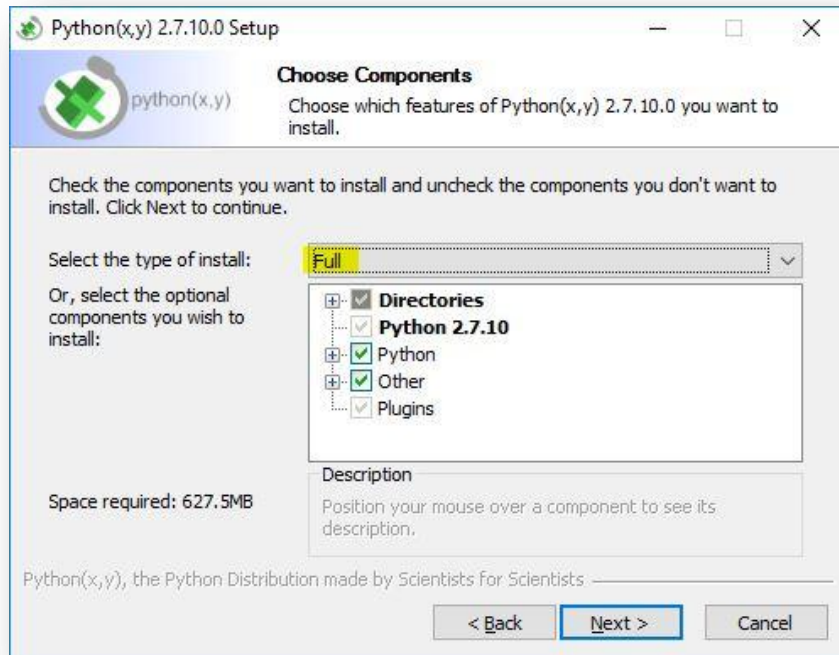 Python(x,y) 2.7.10.0 Setup
python(x,y)
Choose Components
Choose which features of Python(x,y) 2.7.10.0 you want to
install.
Check the components you want to install and uncheck the components you don't want to
install. Click Next to continue.
Select the type of install:
Full
Or, select the optional
components you wish to
install:
Directories
Python 2.7.10
Python
Other
Plugins
Space required: 627.5MB
Description
Position your mouse over a component to see its
description.
Python(x,y), the Python Distribution made by Scientists for Scientists
< Back
Next >
Cancel